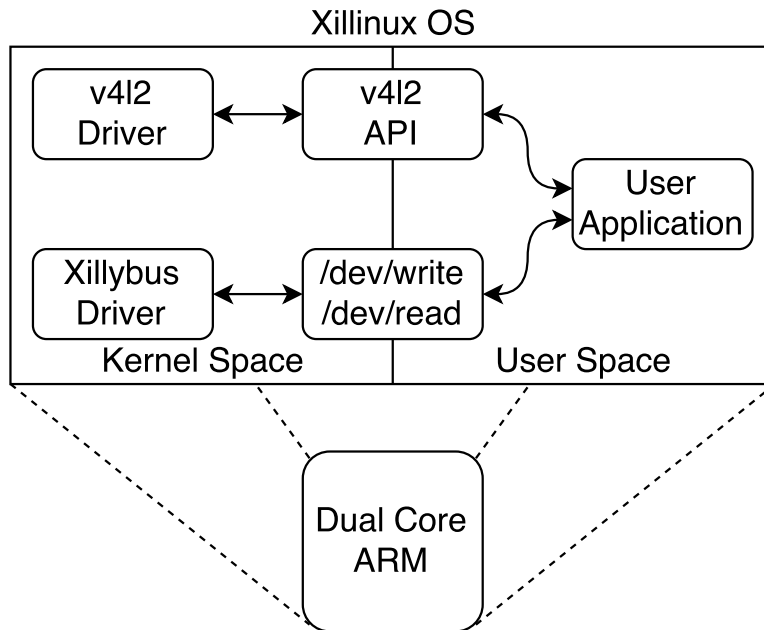 Xillinux OS
v4l2
Driver
v4l2
API
User
Application
Xillybus
Driver
/dev/write
/dev/read
Kernel Space
User Space
Dual Core
ARM